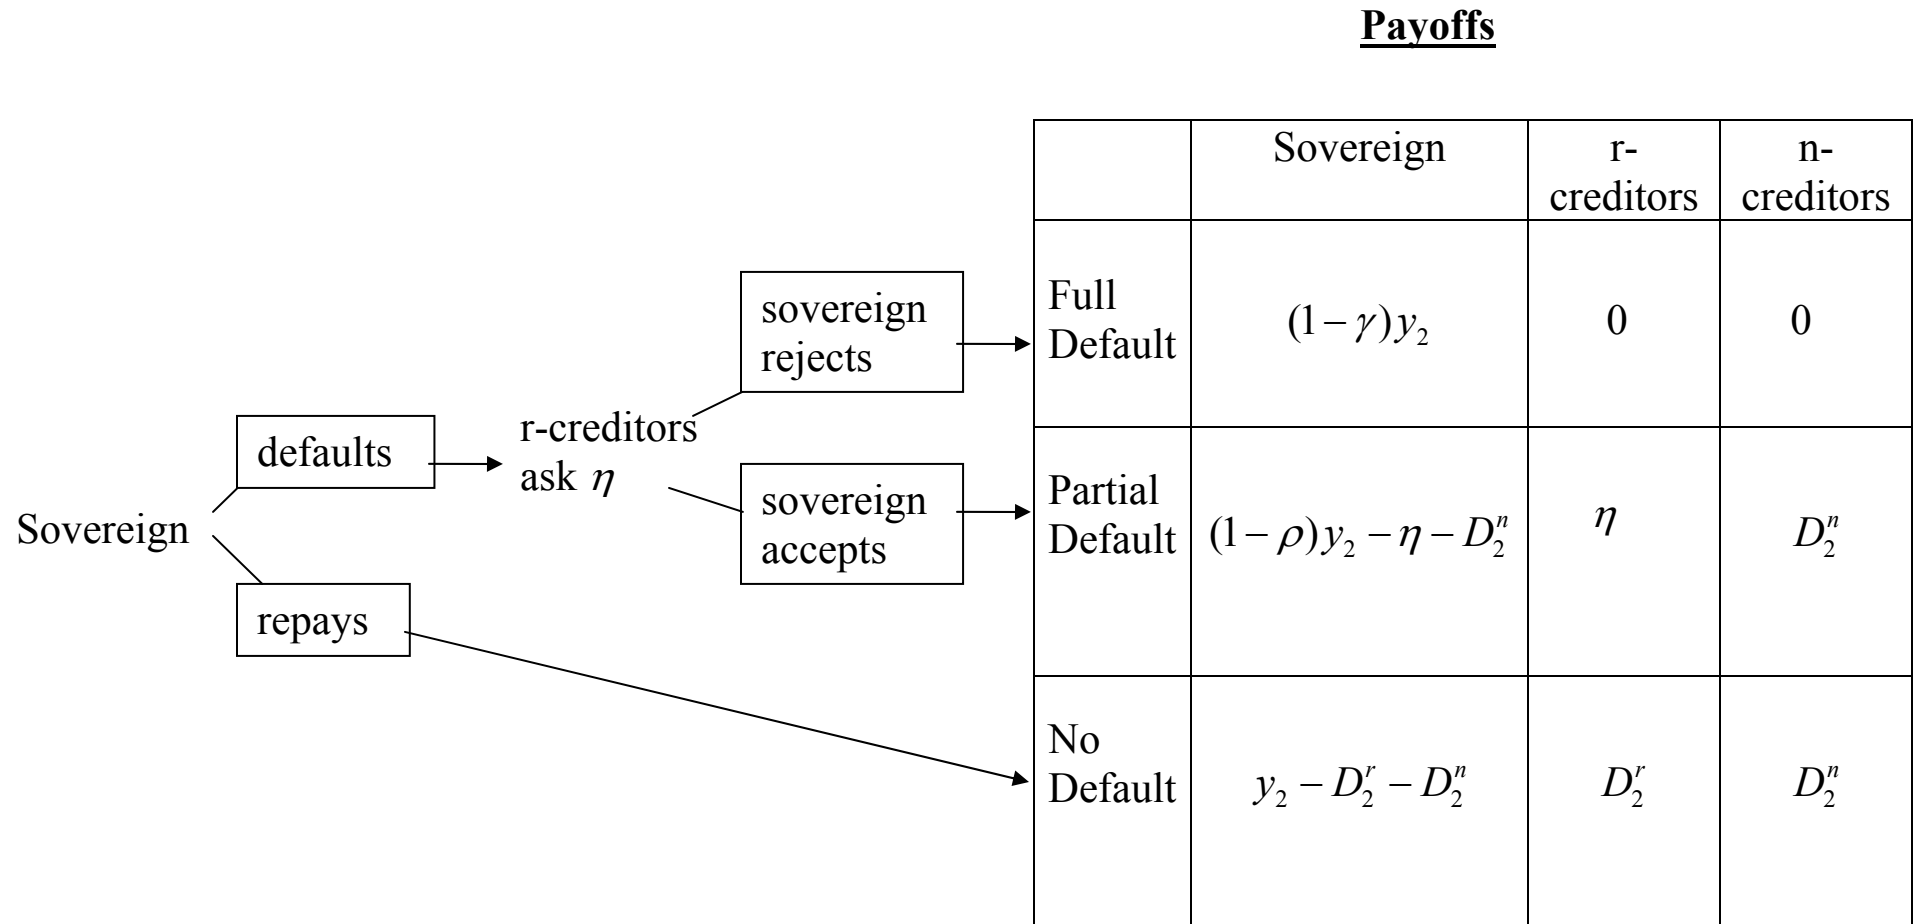 Payoffs
Sovereign
r-
creditors
n-
creditors
Full
Default
(1−γ)y₂
0
0
sovereign
rejects
defaults
r-creditors
ask η
sovereign
accepts
Partial
Default
(1−ρ)y₂ − η − D₂ⁿ
η
D₂ⁿ
Sovereign
repays
No
Default
y₂ − D₂ʳ − D₂ⁿ
D₂ʳ
D₂ⁿ